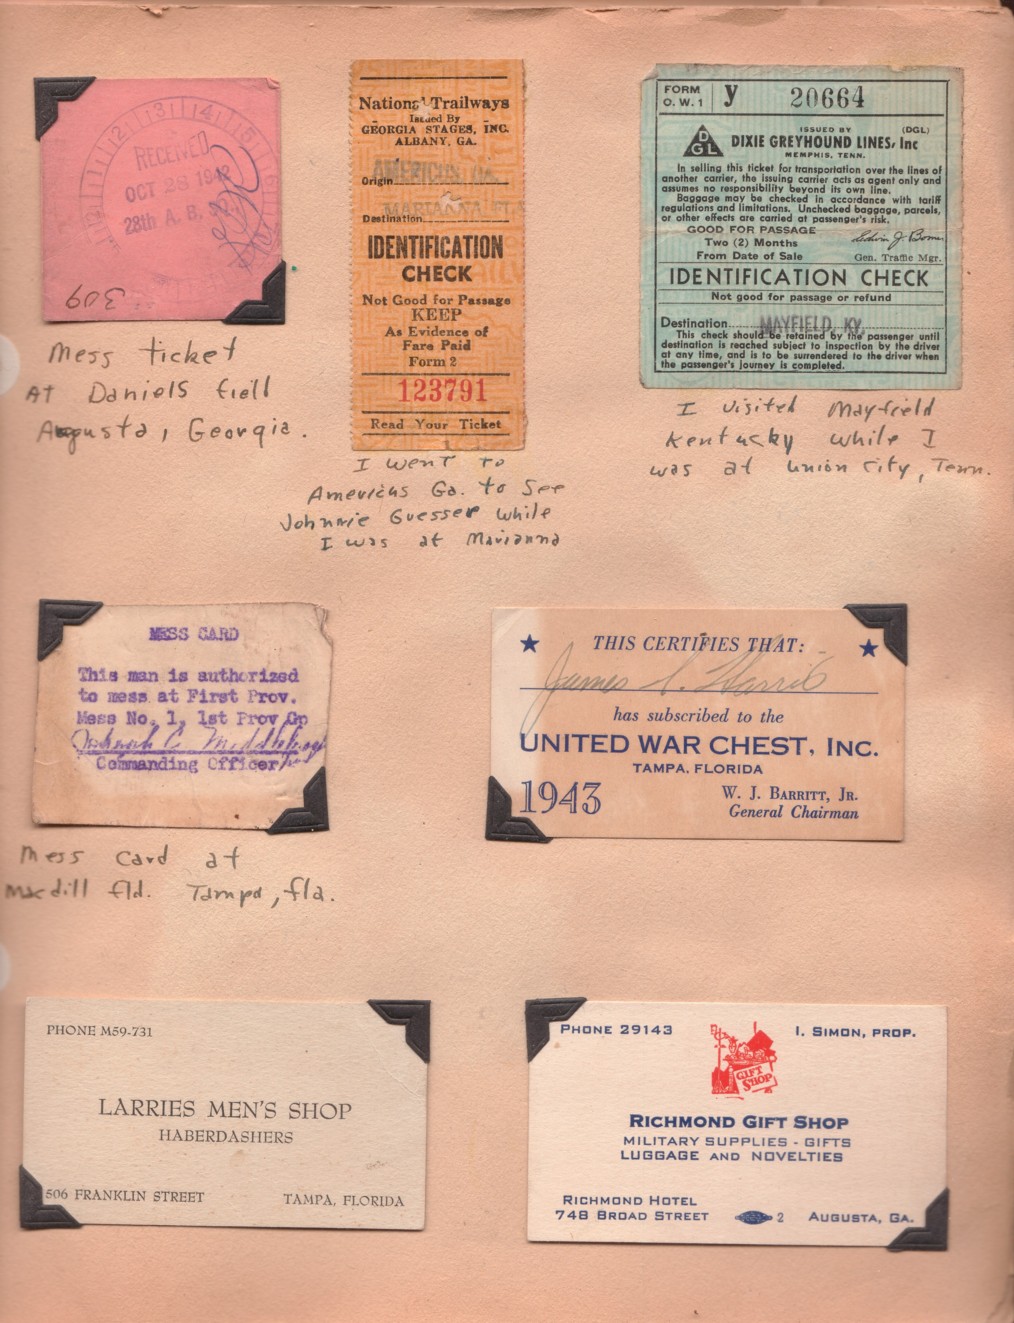 RECEIVED
OCT 28 1942
28th A. B. S.
309
Mess ticket
AT Daniels field
Augusta, Georgia.
National Trailways
Issued By
GEORGIA STAGES, INC.
ALBANY, GA.
Origin AMERICUS, GA.
Destination MARIANNA FLA
IDENTIFICATION
CHECK
Not Good for Passage
KEEP
As Evidence of
Fare Paid
Form 2
123791
Read Your Ticket
I went to
Americus Ga. to See
Johnnie Guesser while
I was at Marianna
FORM
O. W. 1
y 20664
DGL
ISSUED BY (DGL)
DIXIE GREYHOUND LINES, Inc
MEMPHIS, TENN.
In selling this ticket for transportation over the lines of
another carrier, the issuing carrier acts as agent only and
assumes no responsibility beyond its own line.
Baggage may be checked in accordance with tariff
regulations and limitations. Unchecked baggage, parcels,
or other effects are carried at passenger's risk.
GOOD FOR PASSAGE
Two (2) Months
From Date of Sale
Gen. Traffic Mgr.
IDENTIFICATION CHECK
Not good for passage or refund
Destination MAYFIELD, KY.
This check should be retained by the passenger until
destination is reached subject to inspection by the driver
at any time, and is to be surrendered to the driver when
the passenger's journey is completed.
I visited Mayfield
Kentucky while I
was at Union City, Tenn.
MESS CARD
This man is authorized
to mess at First Prov.
Mess No. 1, 1st Prov Gp
Commanding Officer
Mess Card at
Macdill fld. Tampa, fla.
THIS CERTIFIES THAT:
James S. Harris
has subscribed to the
UNITED WAR CHEST, INC.
TAMPA, FLORIDA
1943
W. J. BARRITT, JR.
General Chairman
PHONE M59-731
LARRIES MEN'S SHOP
HABERDASHERS
506 FRANKLIN STREET TAMPA, FLORIDA
PHONE 29143 I. SIMON, PROP.
GIFT
SHOP
RICHMOND GIFT SHOP
MILITARY SUPPLIES - GIFTS
LUGGAGE AND NOVELTIES
RICHMOND HOTEL
748 BROAD STREET 2 AUGUSTA, GA.